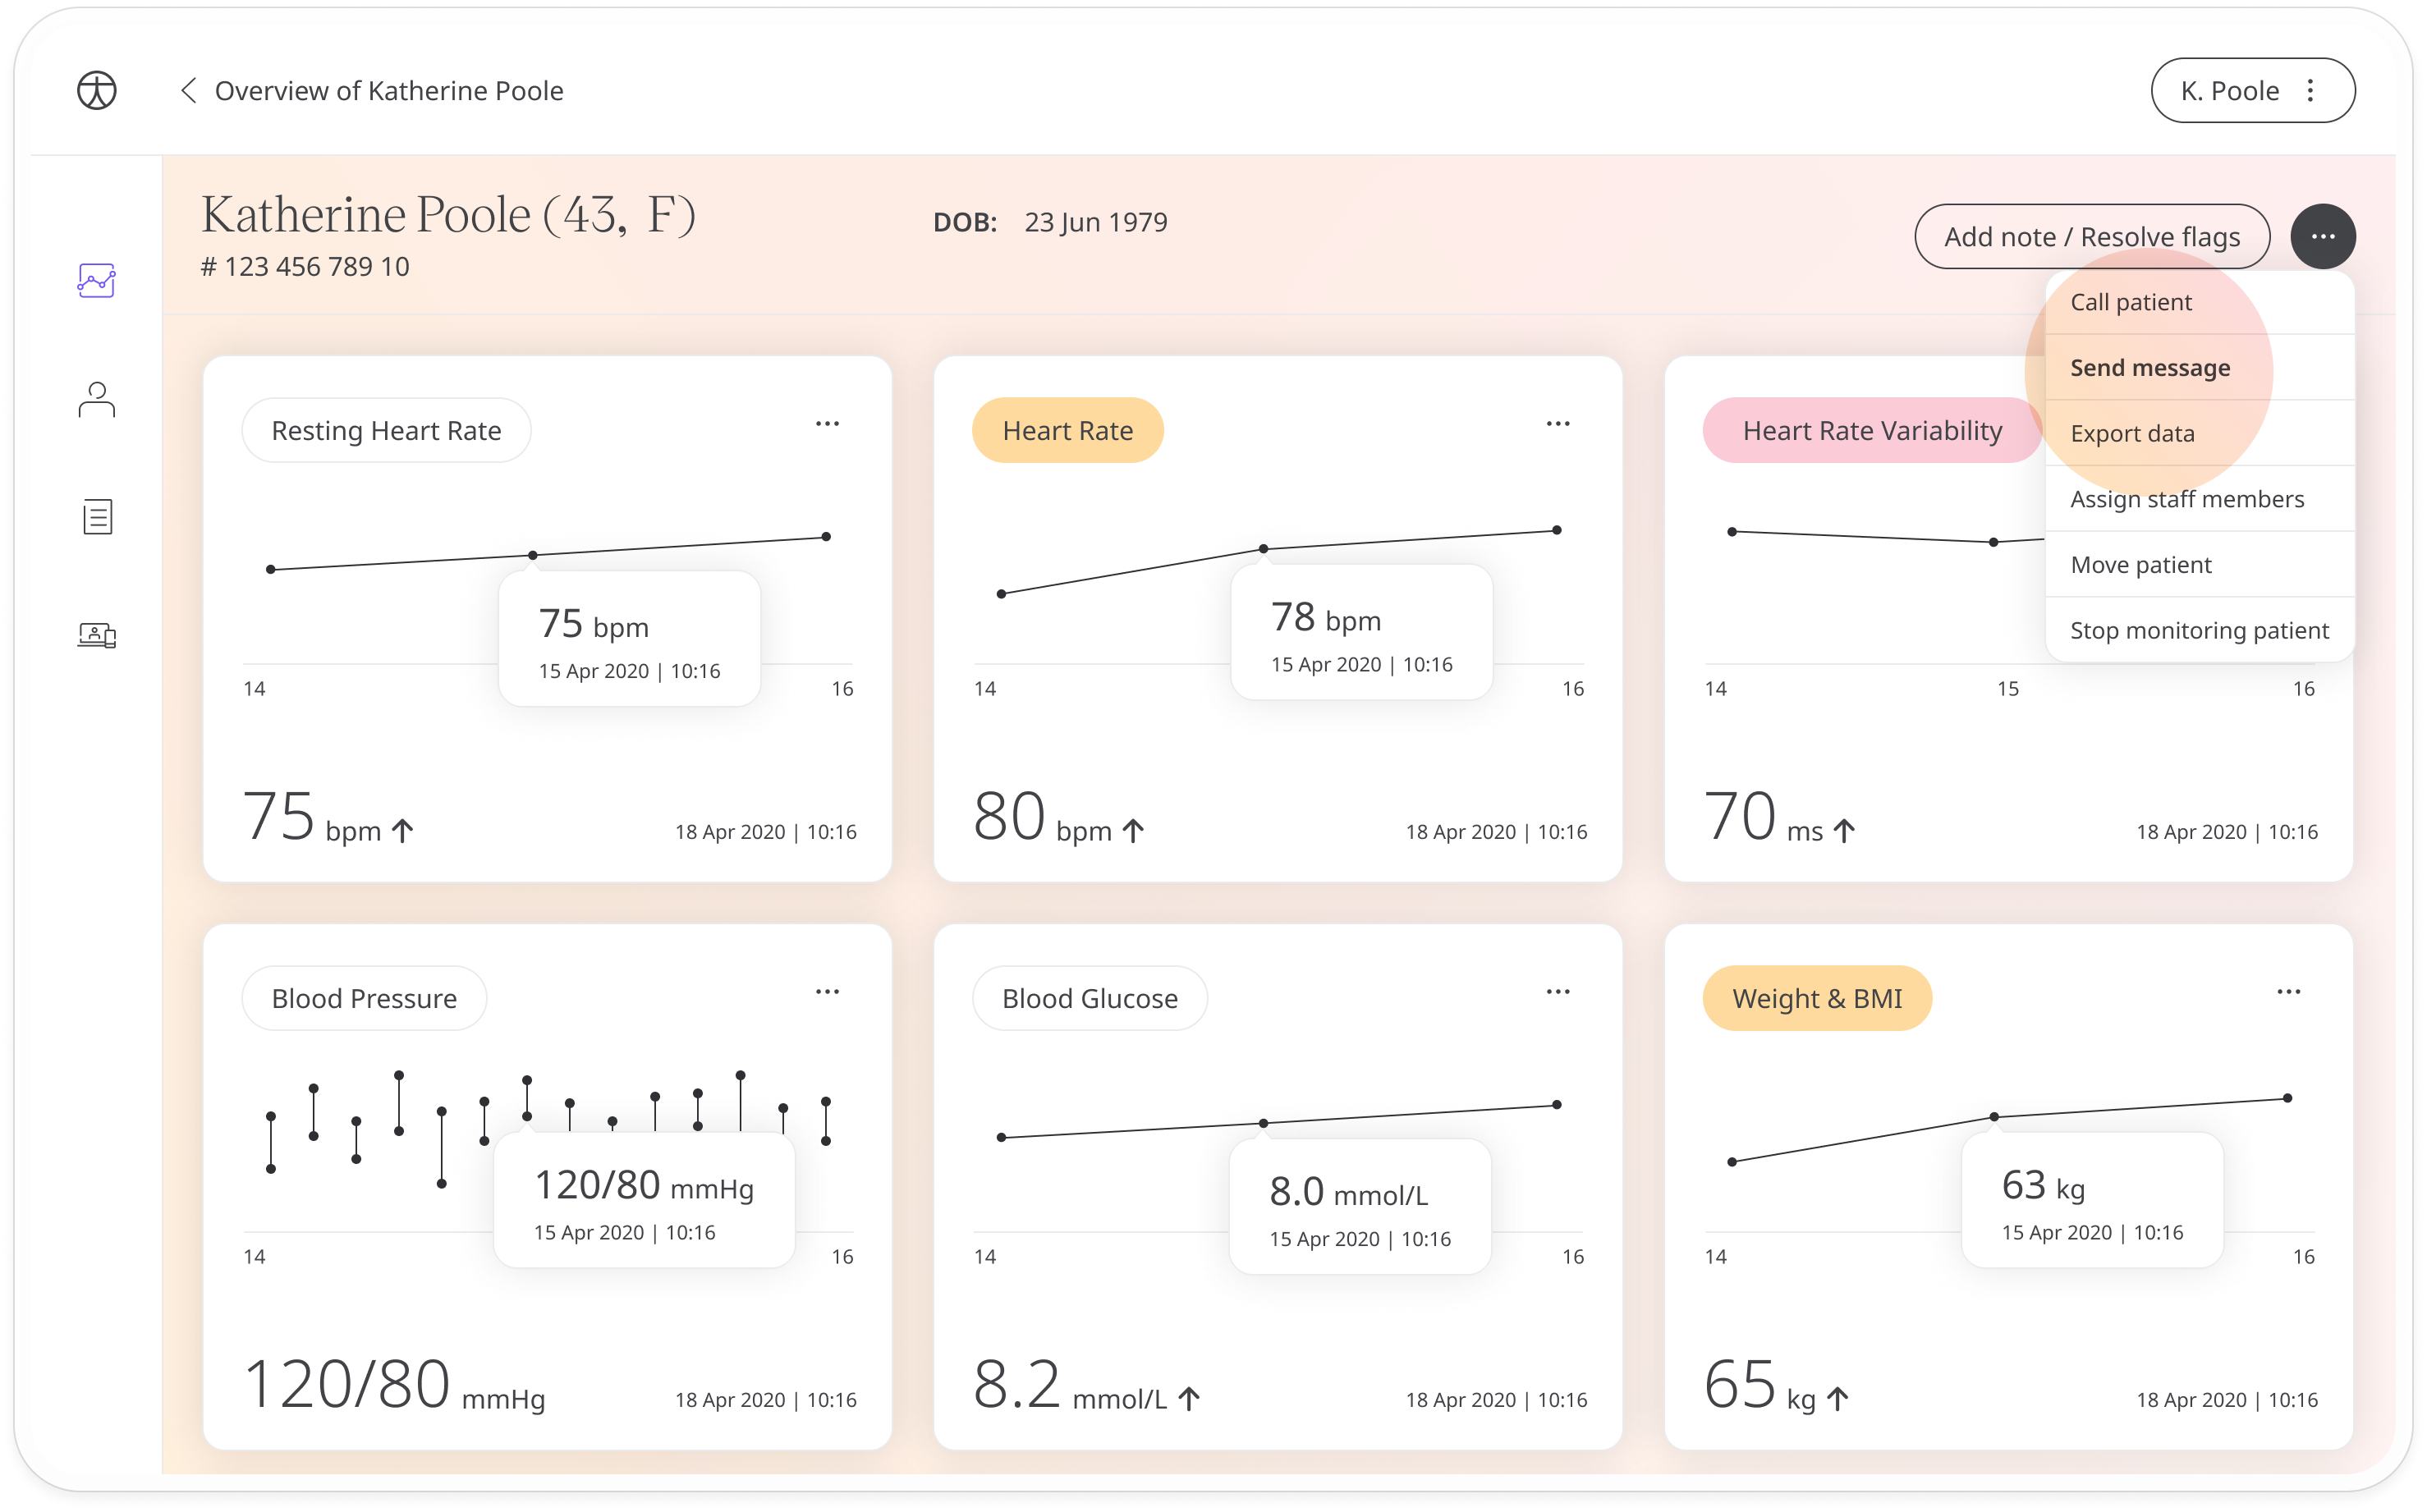 Overview of Katherine Poole
K. Poole
Katherine Poole (43, F)
DOB: 23 Jun 1979
# 123 456 789 10
Add note / Resolve flags
Call patient
Send message
Export data
Assign staff members
Move patient
Stop monitoring patient
Resting Heart Rate
75 bpm
15 Apr 2020 | 10:16
14 16
75 bpm
18 Apr 2020 | 10:16
Heart Rate
78 bpm
15 Apr 2020 | 10:16
14 16
80 bpm
18 Apr 2020 | 10:16
Heart Rate Variability
14 15 16
70 ms
18 Apr 2020 | 10:16
Blood Pressure
120/80 mmHg
15 Apr 2020 | 10:16
14 16
120/80 mmHg
18 Apr 2020 | 10:16
Blood Glucose
8.0 mmol/L
15 Apr 2020 | 10:16
14 16
8.2 mmol/L
18 Apr 2020 | 10:16
Weight & BMI
63 kg
15 Apr 2020 | 10:16
14 16
65 kg
18 Apr 2020 | 10:16